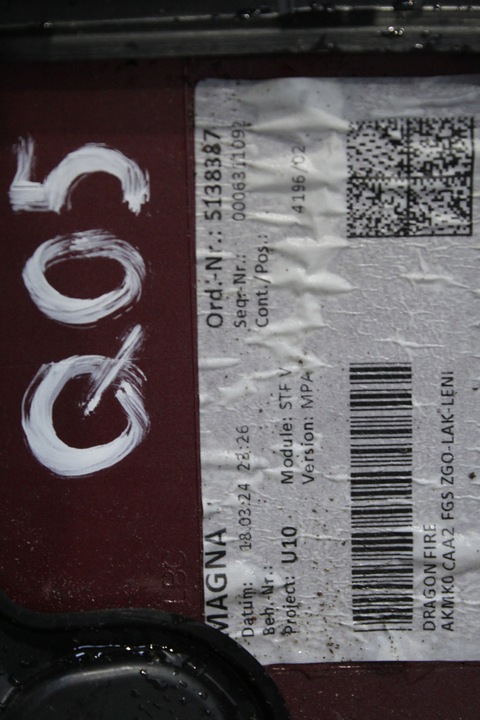 Q05
MAGNA
Ord.-Nr.: 5138387
Datum: 18.03.24 23:26
Seqr-Nr.:
Beh.-Nr.:
Cont./Pos.: 4196/02
Project: U10
Module: STF V
Version: MPA
DRAGON FIRE
AKMK0 CAA2 FGS ZGO-LAK-LENI